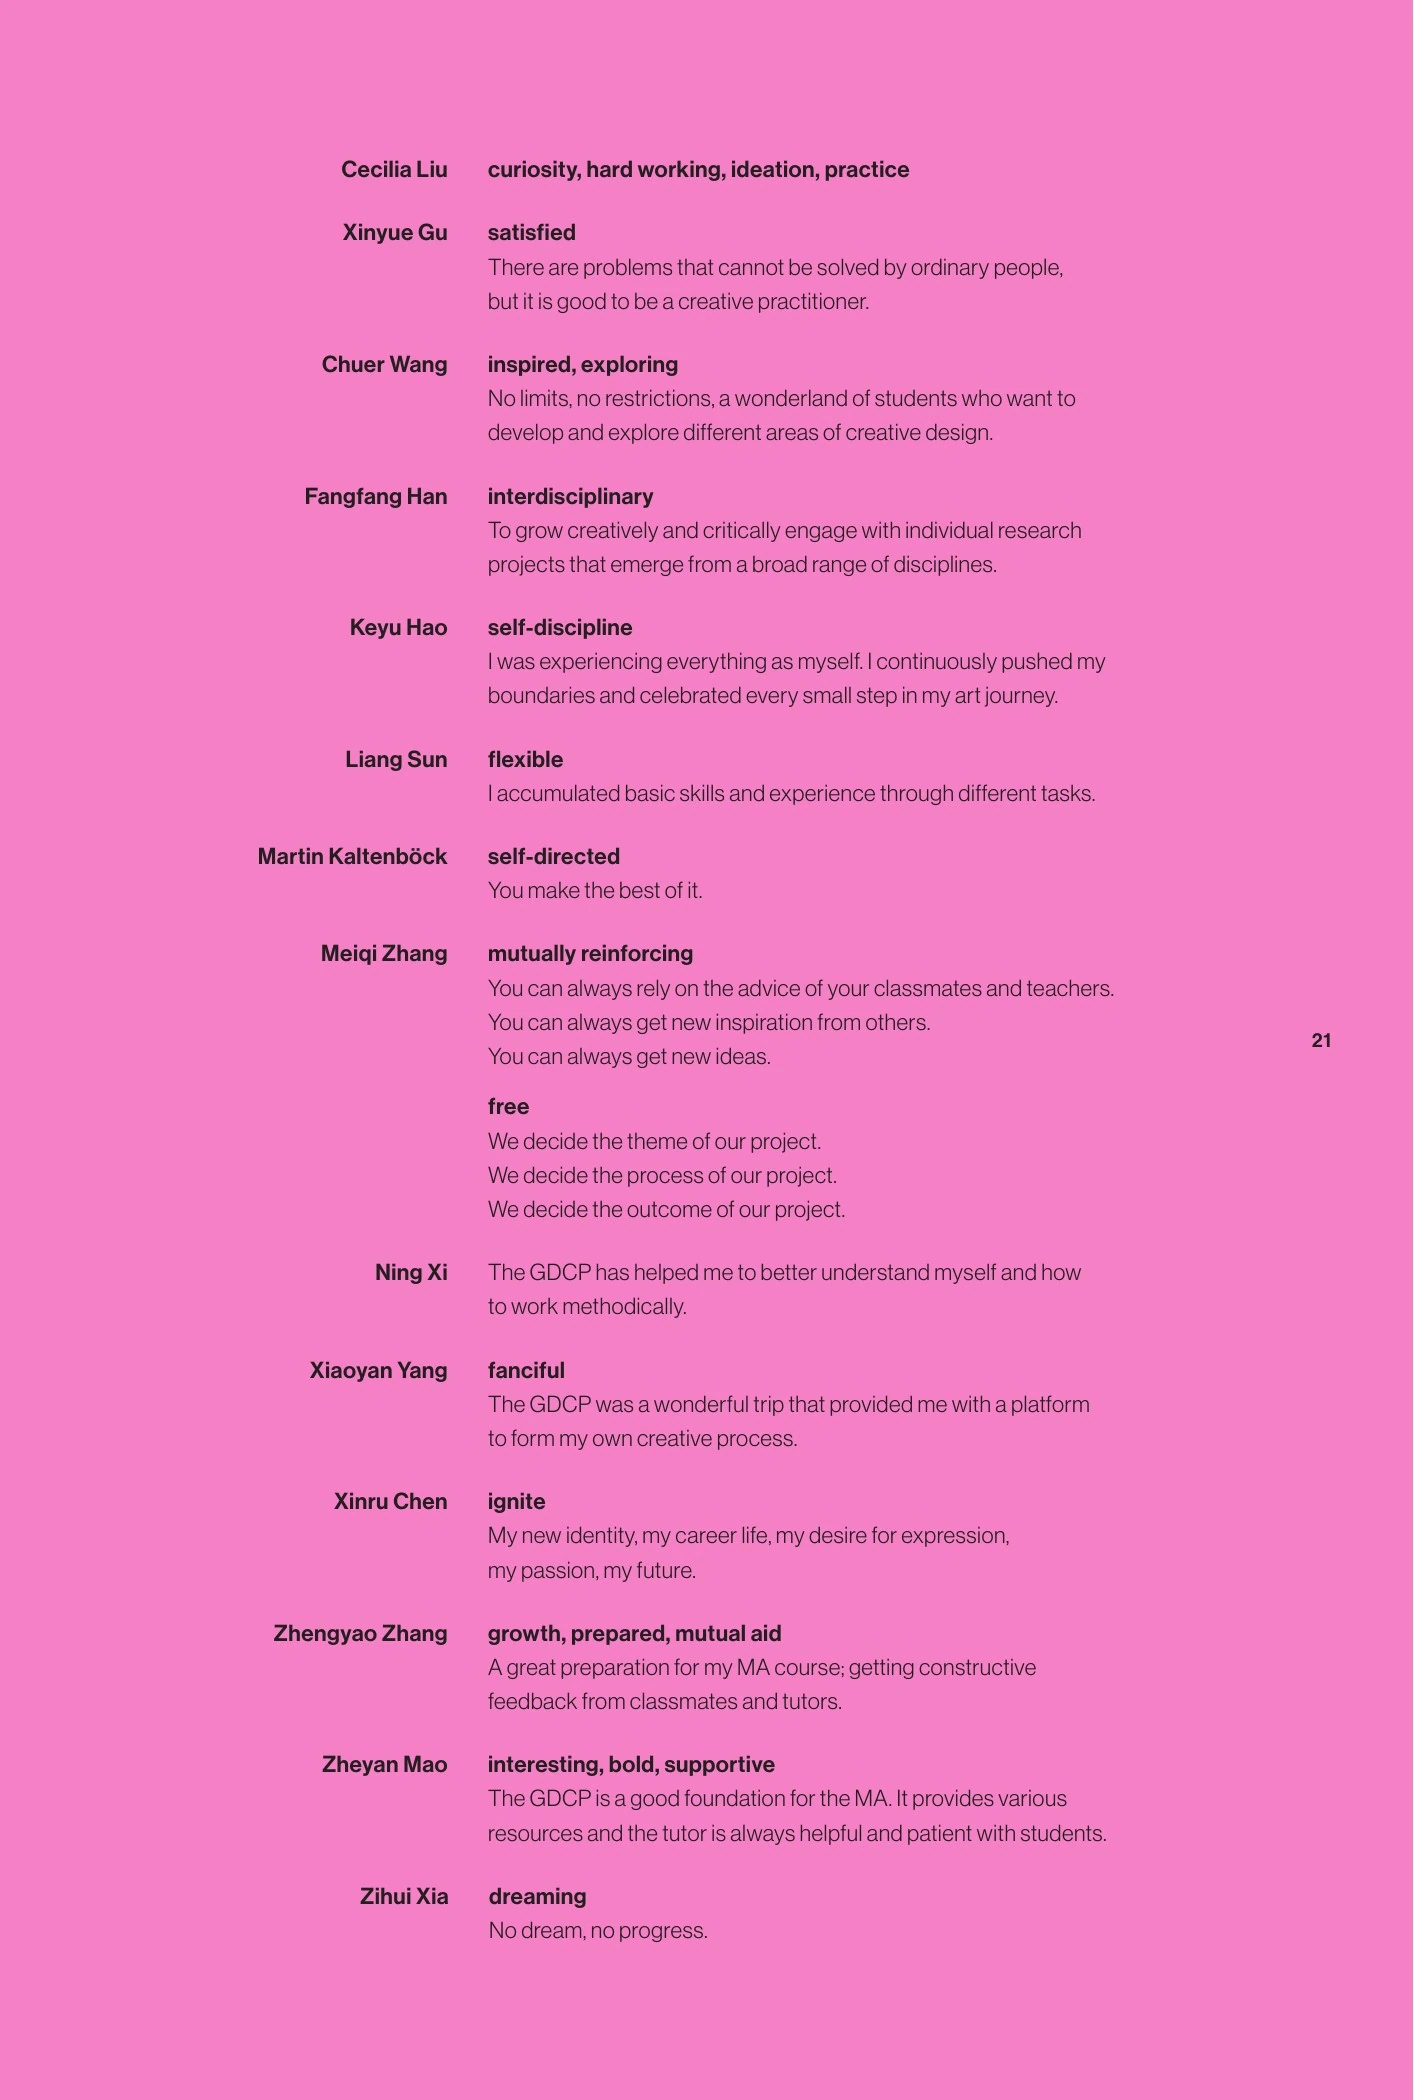 Cecilia Liu curiosity, hard working, ideation, practice
Xinyue Gu satisfied
There are problems that cannot be solved by ordinary people,
but it is good to be a creative practitioner.
Chuer Wang inspired, exploring
No limits, no restrictions, a wonderland of students who want to
develop and explore different areas of creative design.
Fangfang Han interdisciplinary
To grow creatively and critically engage with individual research
projects that emerge from a broad range of disciplines.
Keyu Hao self-discipline
I was experiencing everything as myself. I continuously pushed my
boundaries and celebrated every small step in my art journey.
Liang Sun flexible
I accumulated basic skills and experience through different tasks.
Martin Kaltenböck self-directed
You make the best of it.
Meiqi Zhang mutually reinforcing
You can always rely on the advice of your classmates and teachers.
You can always get new inspiration from others.
21
You can always get new ideas.
free
We decide the theme of our project.
We decide the process of our project.
We decide the outcome of our project.
Ning Xi The GDCP has helped me to better understand myself and how
to work methodically.
Xiaoyan Yang fanciful
The GDCP was a wonderful trip that provided me with a platform
to form my own creative process.
Xinru Chen ignite
My new identity, my career life, my desire for expression,
my passion, my future.
Zhengyao Zhang growth, prepared, mutual aid
A great preparation for my MA course; getting constructive
feedback from classmates and tutors.
Zheyan Mao interesting, bold, supportive
The GDCP is a good foundation for the MA. It provides various
resources and the tutor is always helpful and patient with students.
Zihui Xia dreaming
No dream, no progress.